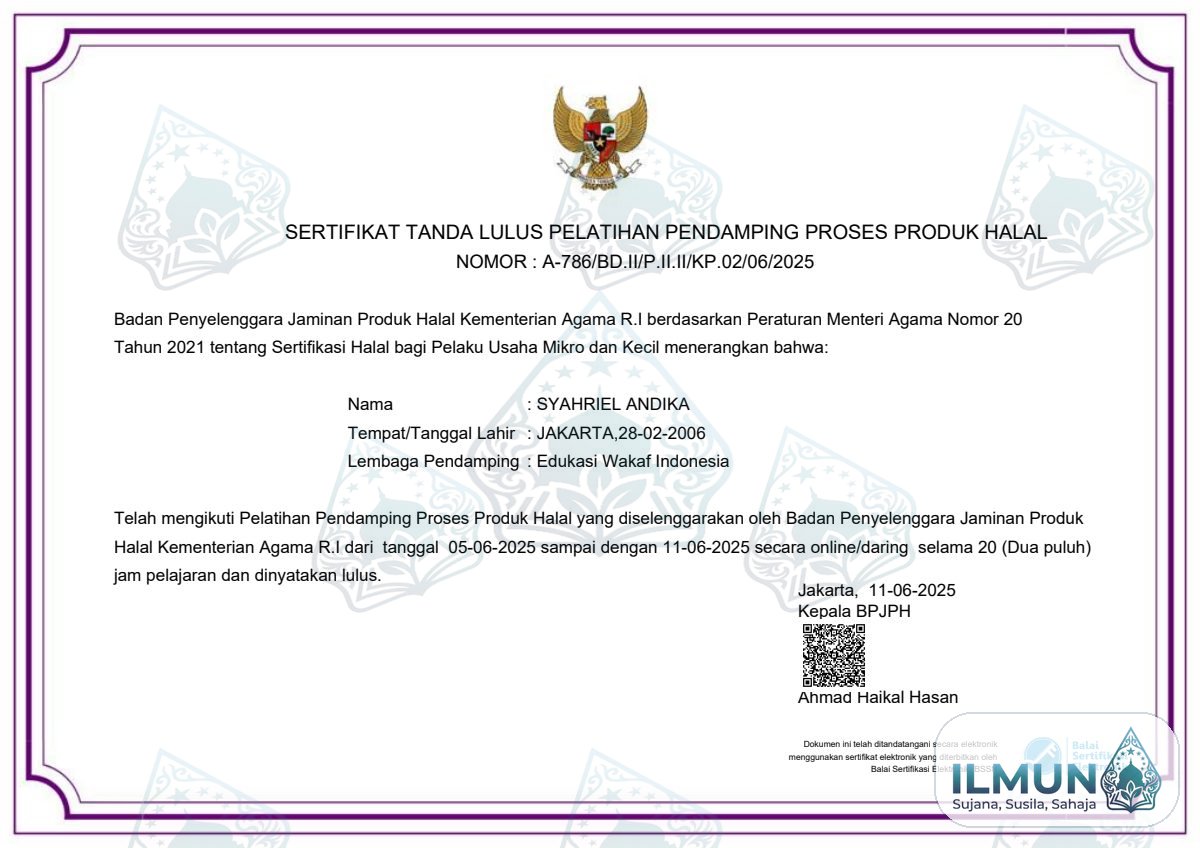 SERTIFIKAT TANDA LULUS PELATIHAN PENDAMPING PROSES PRODUK HALAL
NOMOR : A-786/BD.II/P.II.II/KP.02/06/2025
Badan Penyelenggara Jaminan Produk Halal Kementerian Agama R.I berdasarkan Peraturan Menteri Agama Nomor 20
Tahun 2021 tentang Sertifikasi Halal bagi Pelaku Usaha Mikro dan Kecil menerangkan bahwa:
Nama : SYAHRIEL ANDIKA
Tempat/Tanggal Lahir : JAKARTA,28-02-2006
Lembaga Pendamping : Edukasi Wakaf Indonesia
Telah mengikuti Pelatihan Pendamping Proses Produk Halal yang diselenggarakan oleh Badan Penyelenggara Jaminan Produk
Halal Kementerian Agama R.I dari tanggal 05-06-2025 sampai dengan 11-06-2025 secara online/daring selama 20 (Dua puluh)
jam pelajaran dan dinyatakan lulus.
Jakarta, 11-06-2025
Kepala BPJPH
Ahmad Haikal Hasan
Dokumen ini telah ditandatangani secara elektronik
menggunakan sertifikat elektronik yang diterbitkan oleh
Balai Sertifikasi
Balai
ILMUN
Sujana, Susila, Sahaja